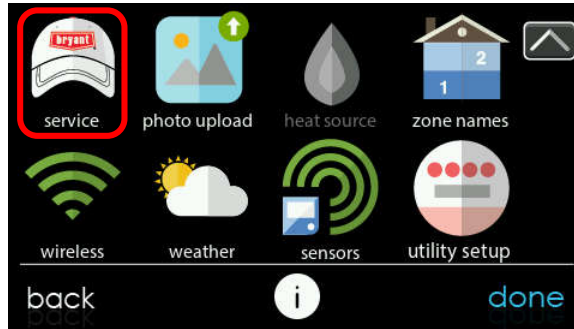 bryant
service
photo upload
heat source
zone names
2
1
wireless
weather
sensors
utility setup
back
i
done